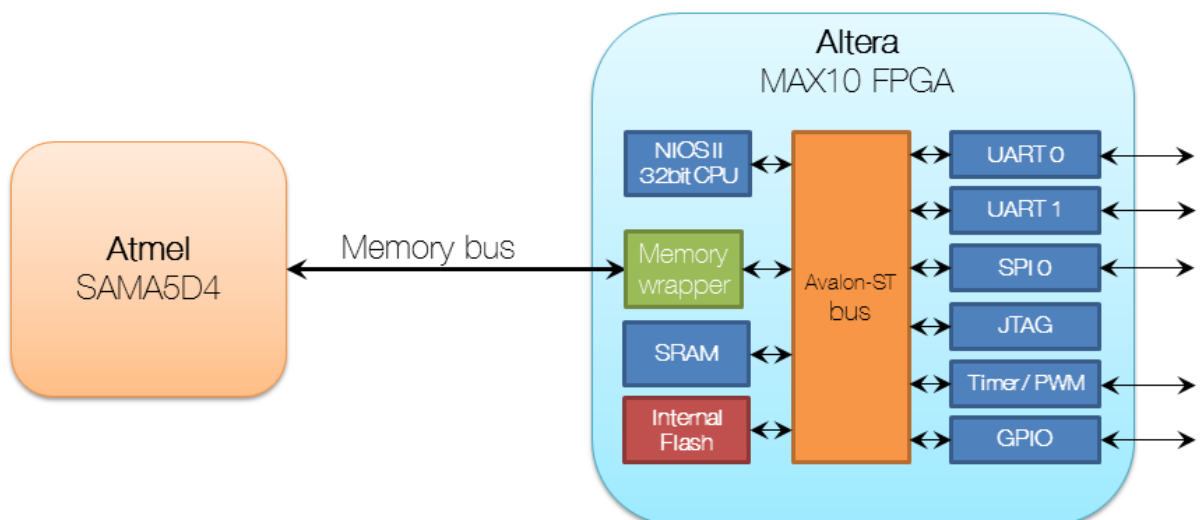 Altera
MAX10 FPGA
NIOS II
32bit CPU
UART 0
UART 1
Memory bus
Atmel
SAMA5D4
Memory
wrapper
Avalon-ST
bus
SPI 0
SRAM
JTAG
Internal
Flash
Timer / PWM
GPIO